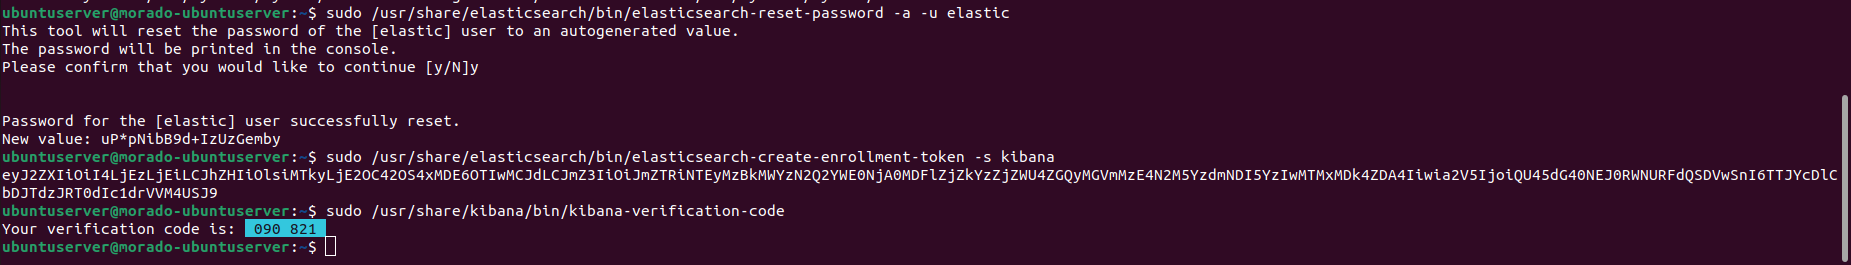 ubuntuserver@morado-ubuntuserver:~$ sudo /usr/share/elasticsearch/bin/elasticsearch-reset-password -a -u elastic
This tool will reset the password of the [elastic] user to an autogenerated value.
The password will be printed in the console.
Please confirm that you would like to continue [y/N]y
Password for the [elastic] user successfully reset.
New value: uP*pNibB9d+IzUzGemby
ubuntuserver@morado-ubuntuserver:~$ sudo /usr/share/elasticsearch/bin/elasticsearch-create-enrollment-token -s kibana
eyJ2ZXIiOiI4LjEzLjEiLCJhZHIiOlsiMTkyLjE2OC42OS4xMDE6OTIwMCJdLCJmZ3IiOiJmZTRiNTEyMzBkMWYzN2Q2YWE0NjA0MDFlZjZkYzZjZWU4ZGQyMGVmMzE4N2M5YzdmNDI5YzIwMTMxMDk4ZDA4Iiwia2V5IjoiQU45dG40NEJ0RWNURFdQSDVwSnI6TTJYcDlC
bDJTdzJRT0dIc1drVVM4USJ9
ubuntuserver@morado-ubuntuserver:~$ sudo /usr/share/kibana/bin/kibana-verification-code
Your verification code is:  090 821
ubuntuserver@morado-ubuntuserver:~$